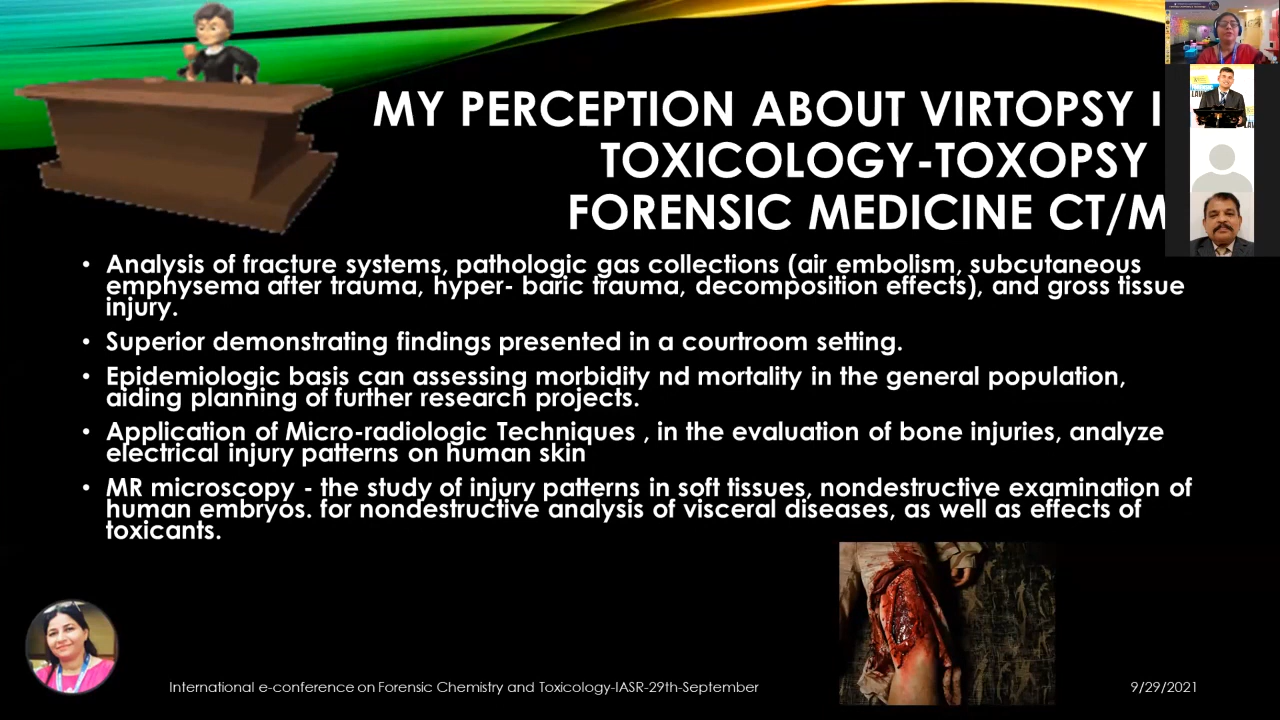 MY PERCEPTION ABOUT VIRTOPSY I
TOXICOLOGY-TOXOPSY
FORENSIC MEDICINE CT/M
• Analysis of fracture systems, pathologic gas collections (air embolism, subcutaneous
emphysema after trauma, hyper- baric trauma, decomposition effects), and gross tissue
injury.
• Superior demonstrating findings presented in a courtroom setting.
• Epidemiologic basis can assessing morbidity nd mortality in the general population,
aiding planning of further research projects.
• Application of Micro-radiologic Techniques , in the evaluation of bone injuries, analyze
electrical injury patterns on human skin
• MR microscopy - the study of injury patterns in soft tissues, nondestructive examination of
human embryos. for nondestructive analysis of visceral diseases, as well as effects of
toxicants.
International e-conference on Forensic Chemistry and Toxicology-IASR-29th-September
9/29/2021